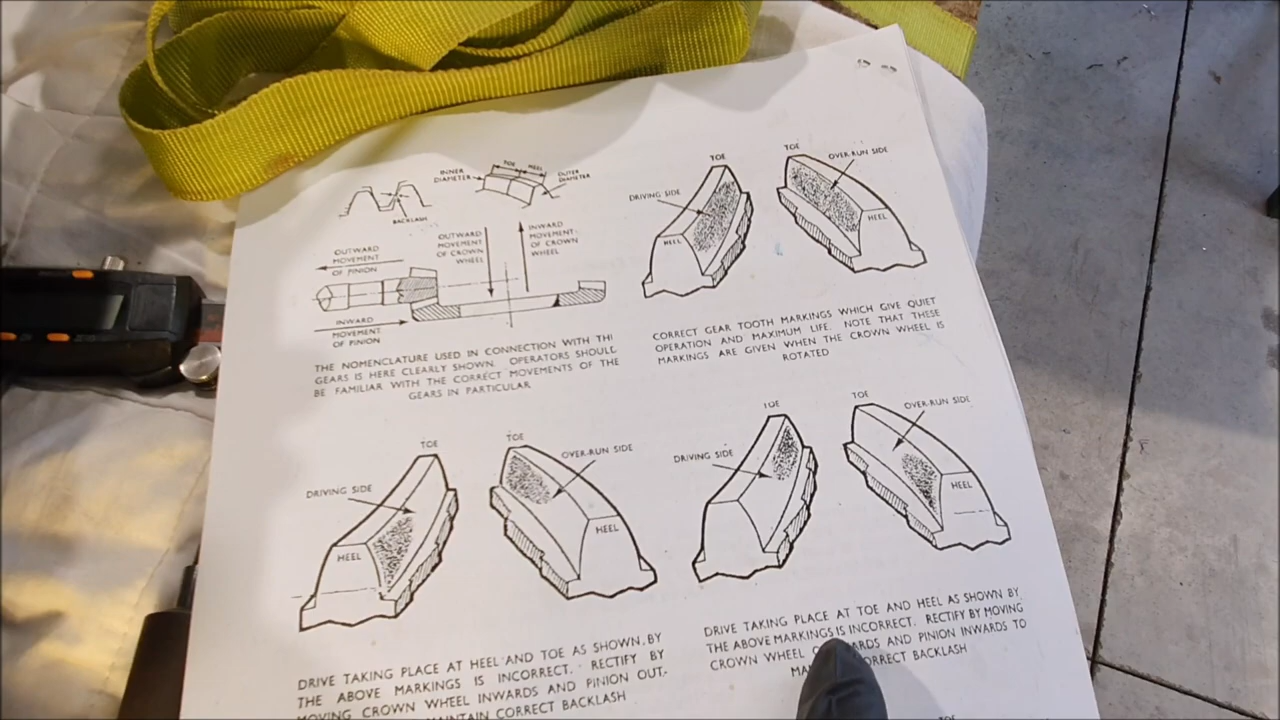 INNER
DIAMETER
TOE
HEEL
OUTER
DIAMETER
BACKLASH
OUTWARD
MOVEMENT
OF PINION
OUTWARD
MOVEMENT
OF CROWN
WHEEL
INWARD
MOVEMENT
OF CROWN
WHEEL
INWARD
MOVEMENT
OF PINION
THE NOMENCLATURE USED IN CONNECTION WITH TH
GEARS IS HERE CLEARLY SHOWN. OPERATORS SHOULD
BE FAMILIAR WITH THE CORRECT MOVEMENTS OF THE
GEARS IN PARTICULAR
TOE
DRIVING SIDE
HEEL
TOE
OVER-RUN SIDE
HEEL
CORRECT GEAR TOOTH MARKINGS WHICH GIVE QUIET
OPERATION AND MAXIMUM LIFE. NOTE THAT THESE
MARKINGS ARE GIVEN WHEN THE CROWN WHEEL IS
ROTATED
TOE
DRIVING SIDE
HEEL
TOE
OVER-RUN SIDE
HEEL
DRIVE TAKING PLACE AT HEEL AND TOE AS SHOWN BY
THE ABOVE MARKINGS IS INCORRECT. RECTIFY BY
MOVING CROWN WHEEL INWARDS AND PINION OUT-
MAINTAIN CORRECT BACKLASH
TOE
DRIVING SIDE
TOE
OVER-RUN SIDE
HEEL
DRIVE TAKING PLACE AT TOE AND HEEL AS SHOWN BY
THE ABOVE MARKINGS IS INCORRECT. RECTIFY BY MOVING
CROWN WHEEL O ARDS AND PINION INWARDS TO
MA ORRECT BACKLASH
TOE